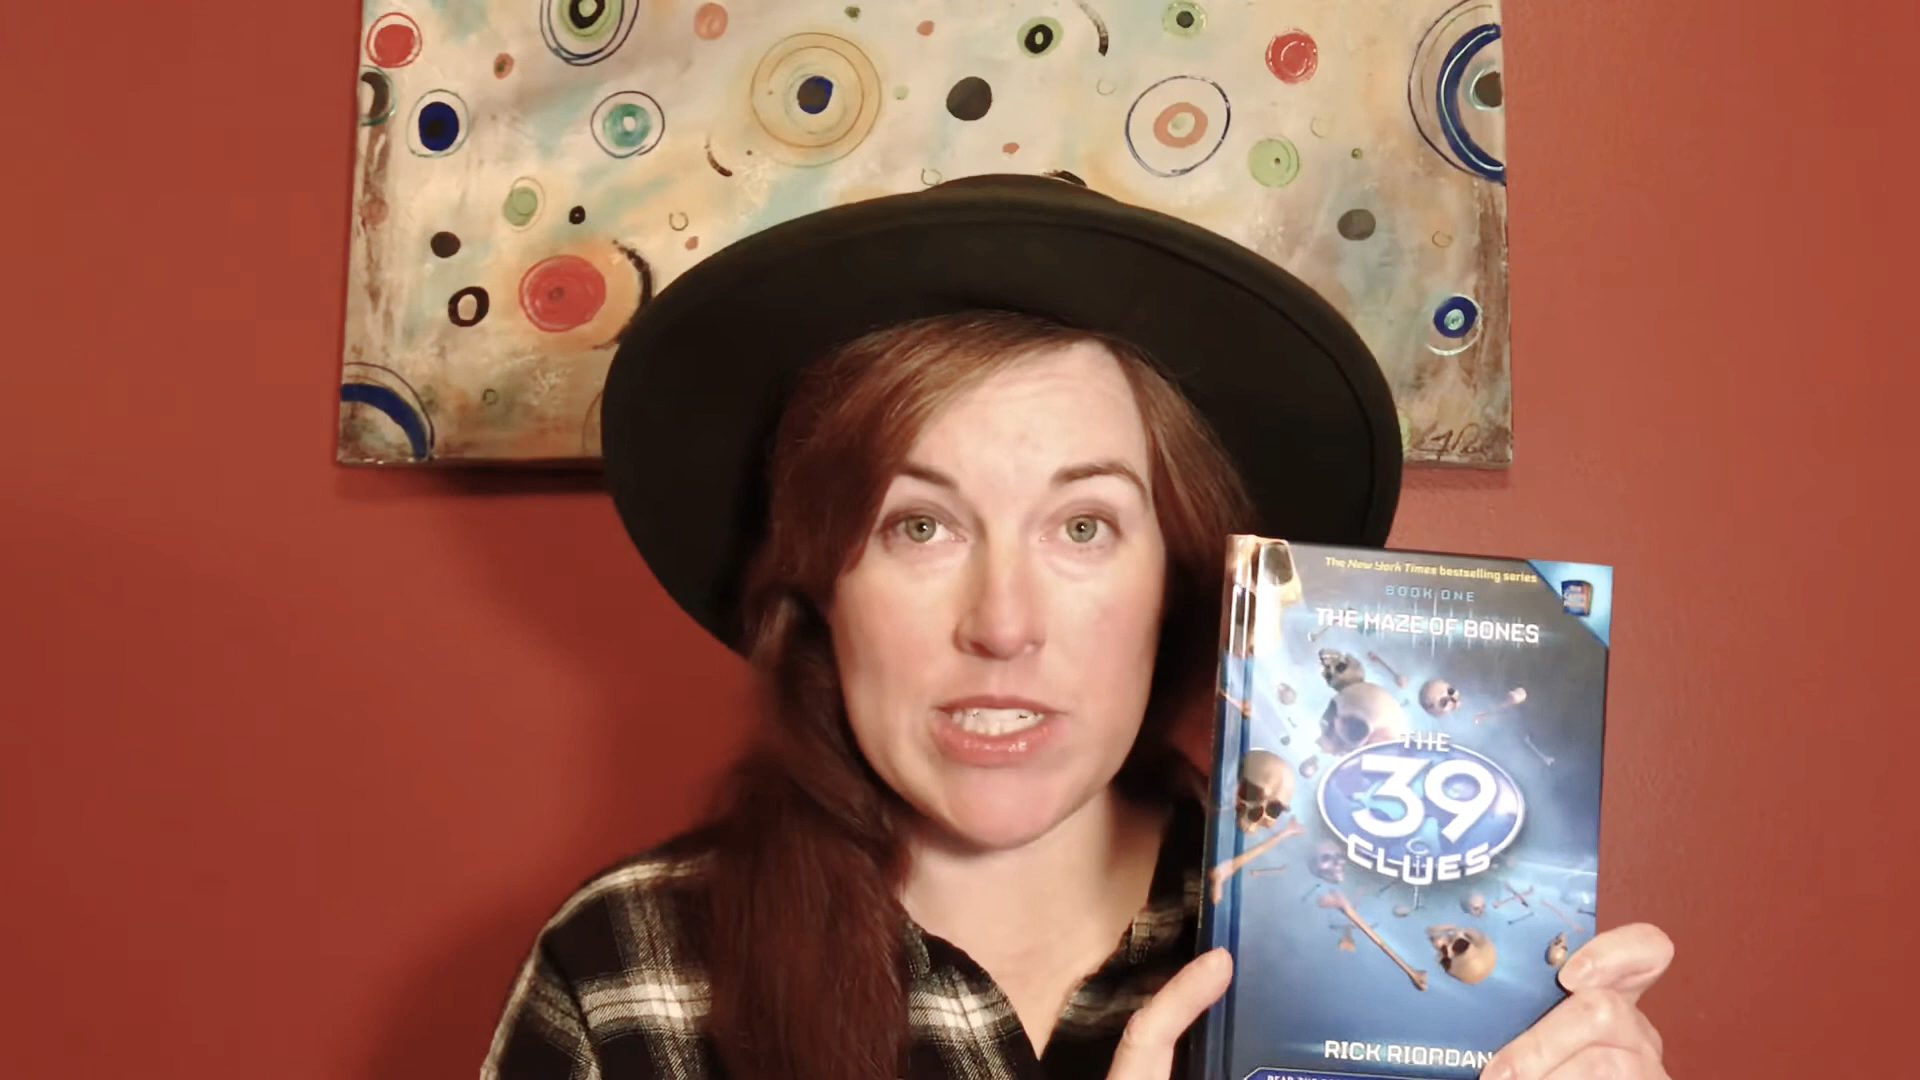 The New York Times bestselling series
BOOK ONE
THE MAZE OF BONES
THE
39
CLUES
RICK RIORDAN